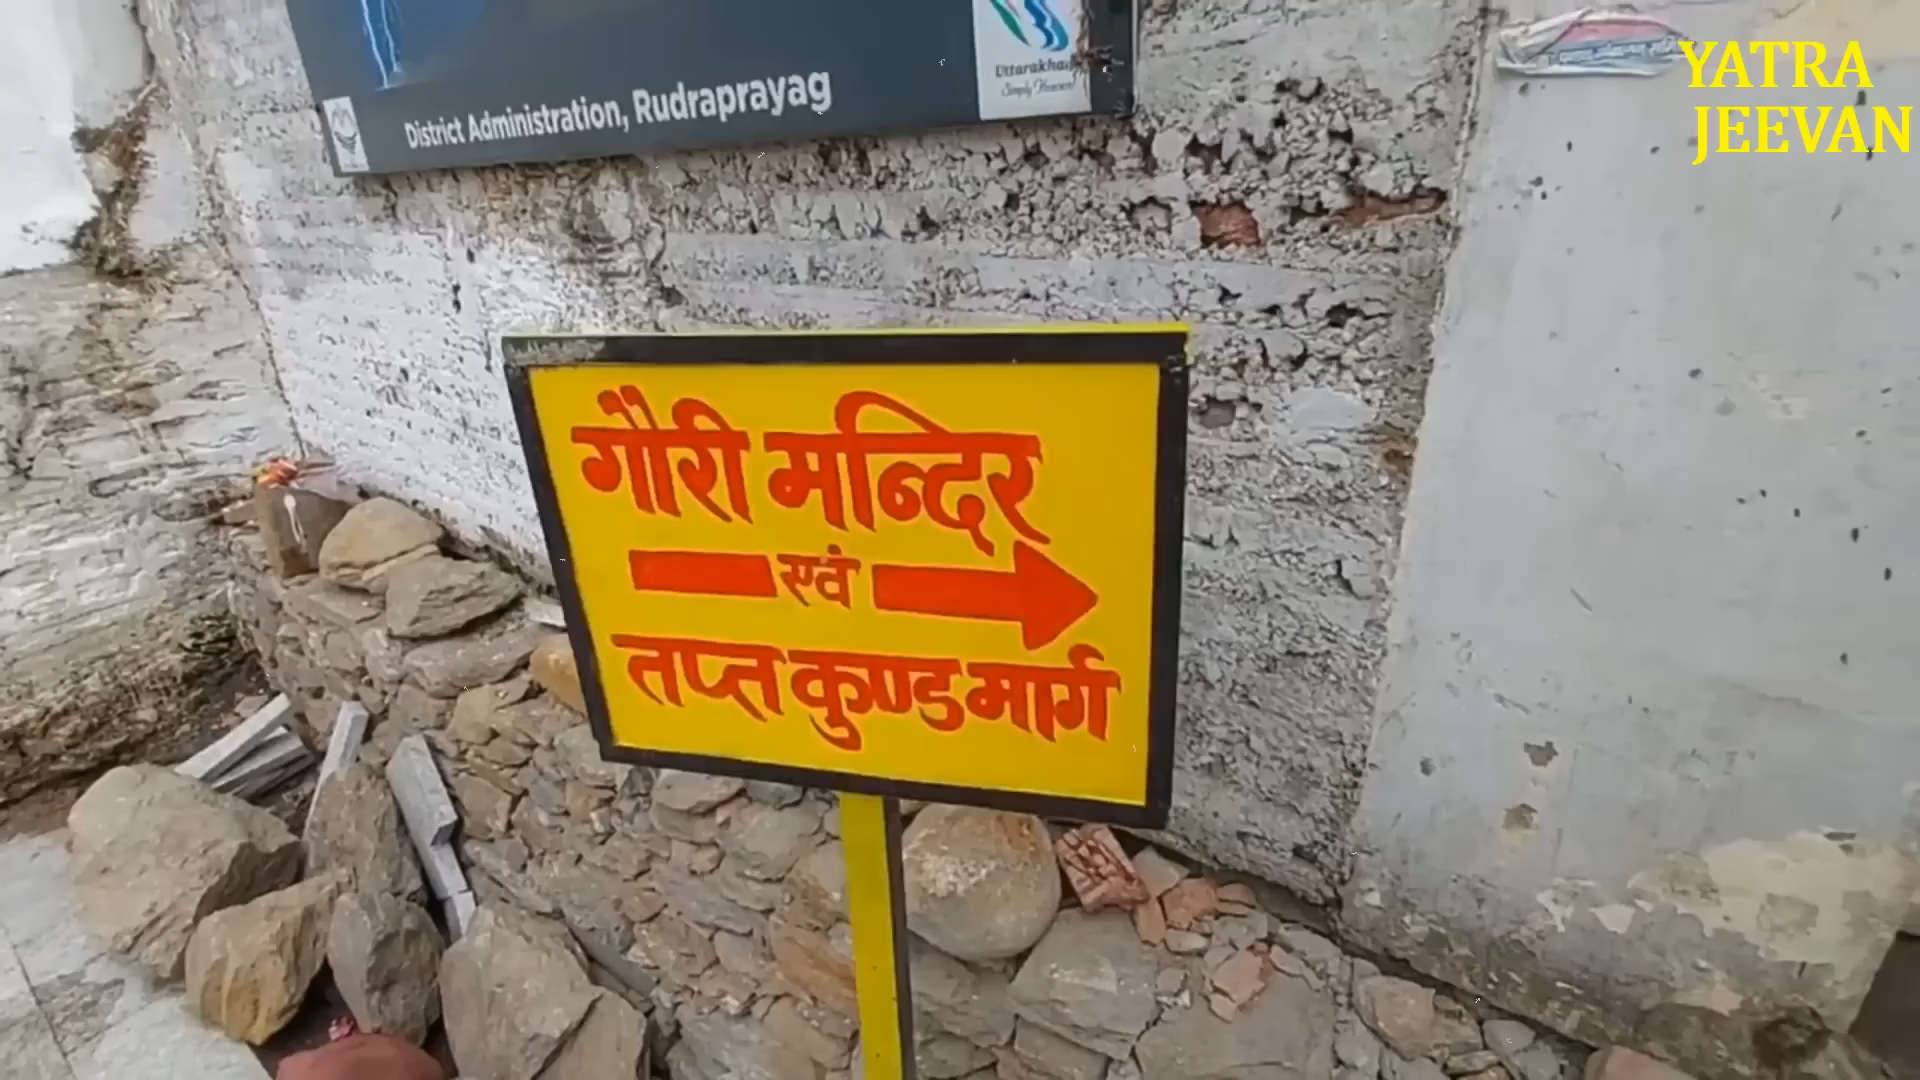 District Administration, Rudraprayag
Uttarakhand
Simply Heaven!
YATRA
JEEVAN
गौरी मन्दिर
एवं
तप्त कुण्ड मार्ग